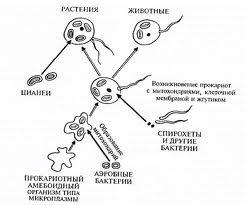 РАСТЕНИЯ
ЖИВОТНЫЕ
ЦИАНЕИ
Возникновение прокариот
с митохондриями, клеточной
мембраной и жгутиком
Образование
митохондрий
СПИРОХЕТЫ
И ДРУГИЕ
БАКТЕРИИ
АЭРОБНЫЕ
БАКТЕРИИ
ПРОКАРИОТНЫЙ
АМЕБОИДНЫЙ
ОРГАНИЗМ ТИПА
МИКРОПЛАЗМЫ